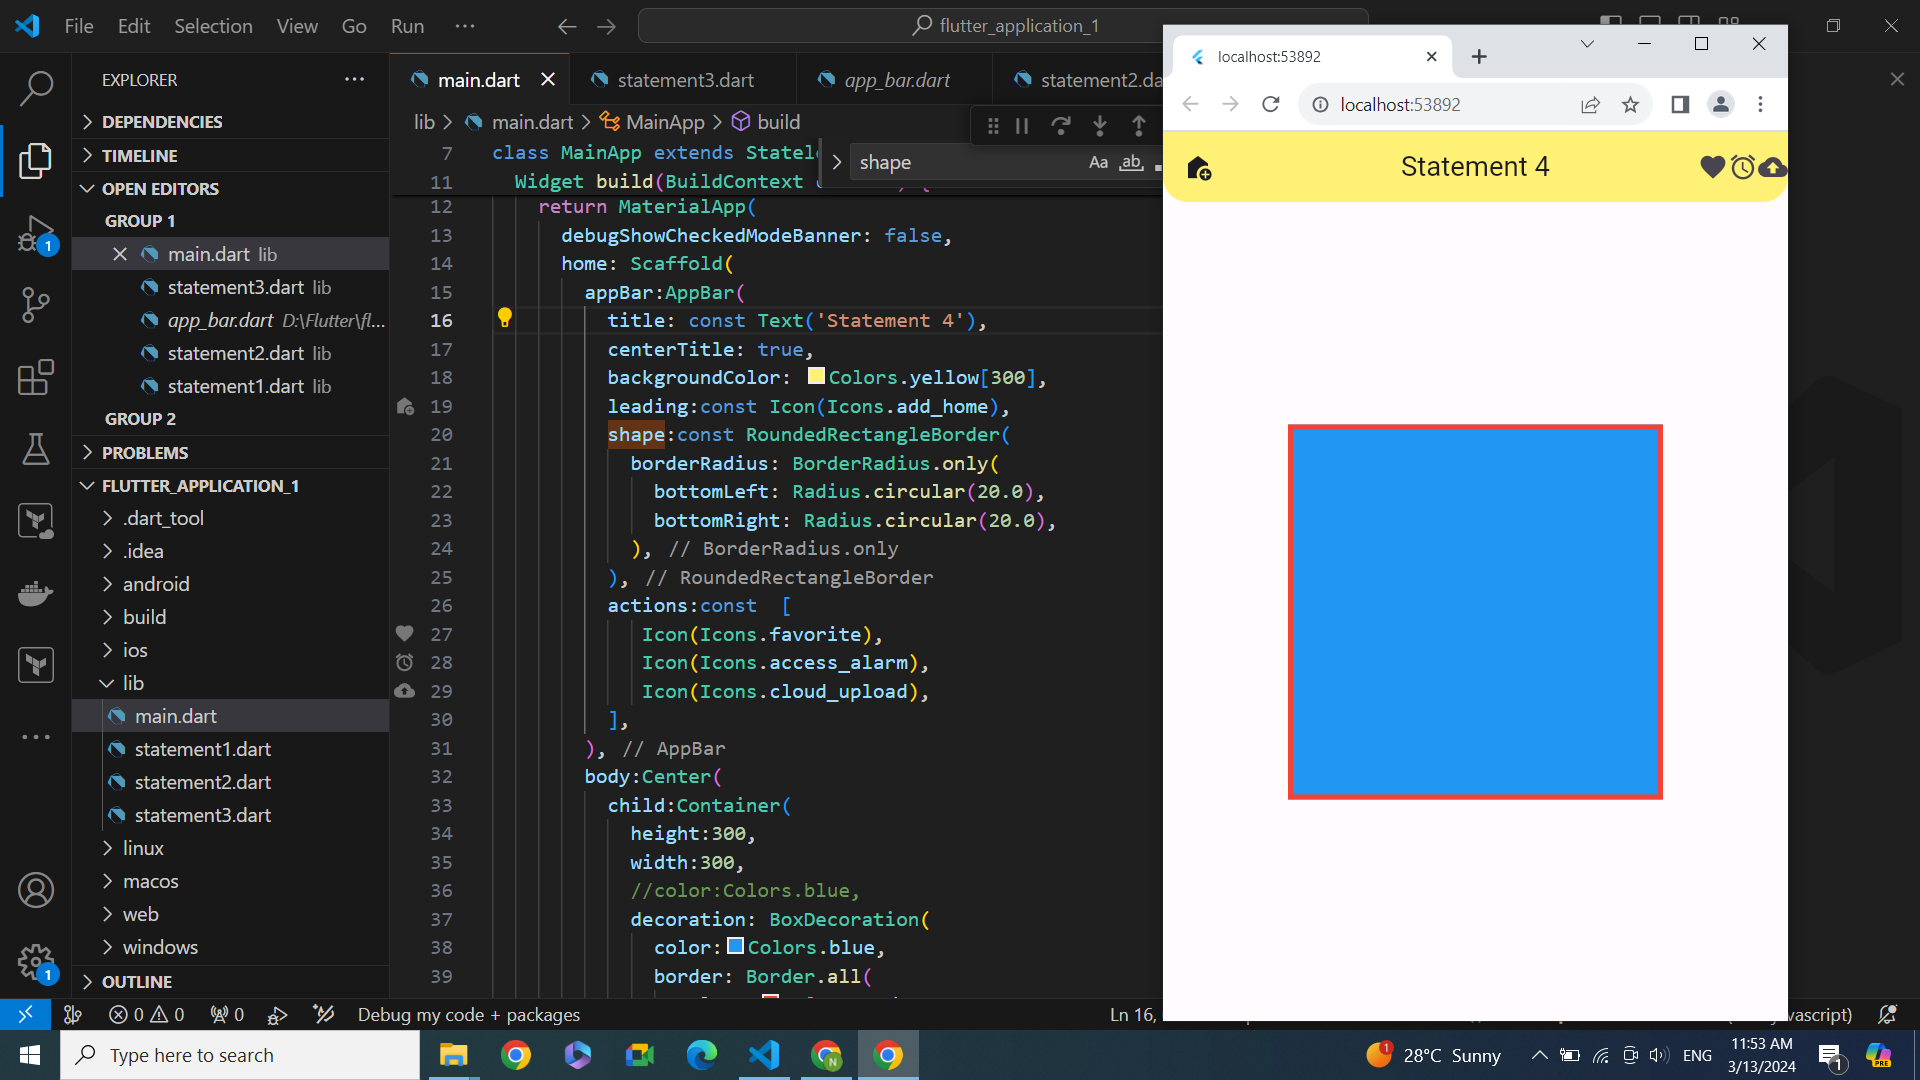 File Edit Selection View Go Run ···
flutter_application_1
EXPLORER
DEPENDENCIES
TIMELINE
OPEN EDITORS
GROUP 1
main.dart lib
statement3.dart lib
app_bar.dart D:\Flutter\fl...
statement2.dart lib
statement1.dart lib
GROUP 2
PROBLEMS
FLUTTER_APPLICATION_1
.dart_tool
.idea
android
build
ios
lib
main.dart
statement1.dart
statement2.dart
statement3.dart
linux
macos
web
windows
OUTLINE
1
1
main.dart statement3.dart app_bar.dart statement2.da
lib > main.dart > MainApp > build
shape Aa ab
7 class MainApp extends Statel
11 Widget build(BuildContext
12 return MaterialApp(
13 debugShowCheckedModeBanner: false,
14 home: Scaffold(
15 appBar:AppBar(
16 title: const Text('Statement 4'),
17 centerTitle: true,
18 backgroundColor: Colors.yellow[300],
19 leading:const Icon(Icons.add_home),
20 shape:const RoundedRectangleBorder(
21 borderRadius: BorderRadius.only(
22 bottomLeft: Radius.circular(20.0),
23 bottomRight: Radius.circular(20.0),
24 ), // BorderRadius.only
25 ), // RoundedRectangleBorder
26 actions:const [
27 Icon(Icons.favorite),
28 Icon(Icons.access_alarm),
29 Icon(Icons.cloud_upload),
30 ],
31 ), // AppBar
32 body:Center(
33 child:Container(
34 height:300,
35 width:300,
36 //color:Colors.blue,
37 decoration: BoxDecoration(
38 color: Colors.blue,
39 border: Border.all(
localhost:53892
localhost:53892
Statement 4
0 0 0 Debug my code + packages Ln 16, vascript)
Type here to search
N
1
28°C Sunny
ENG
11:53 AM
3/13/2024
1
PRE